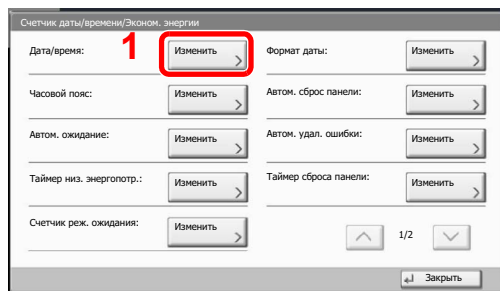 Счетчик даты/времени/Эконом. энергии
Дата/время: 1 Изменить Формат даты: Изменить
Часовой пояс: Изменить Автом. сброс панели: Изменить
Автом. ожидание: Изменить Автом. удал. ошибки: Изменить
Таймер низ. энергопотр.: Изменить Таймер сброса панели: Изменить
Счетчик реж. ожидания: Изменить 1/2
Закрыть